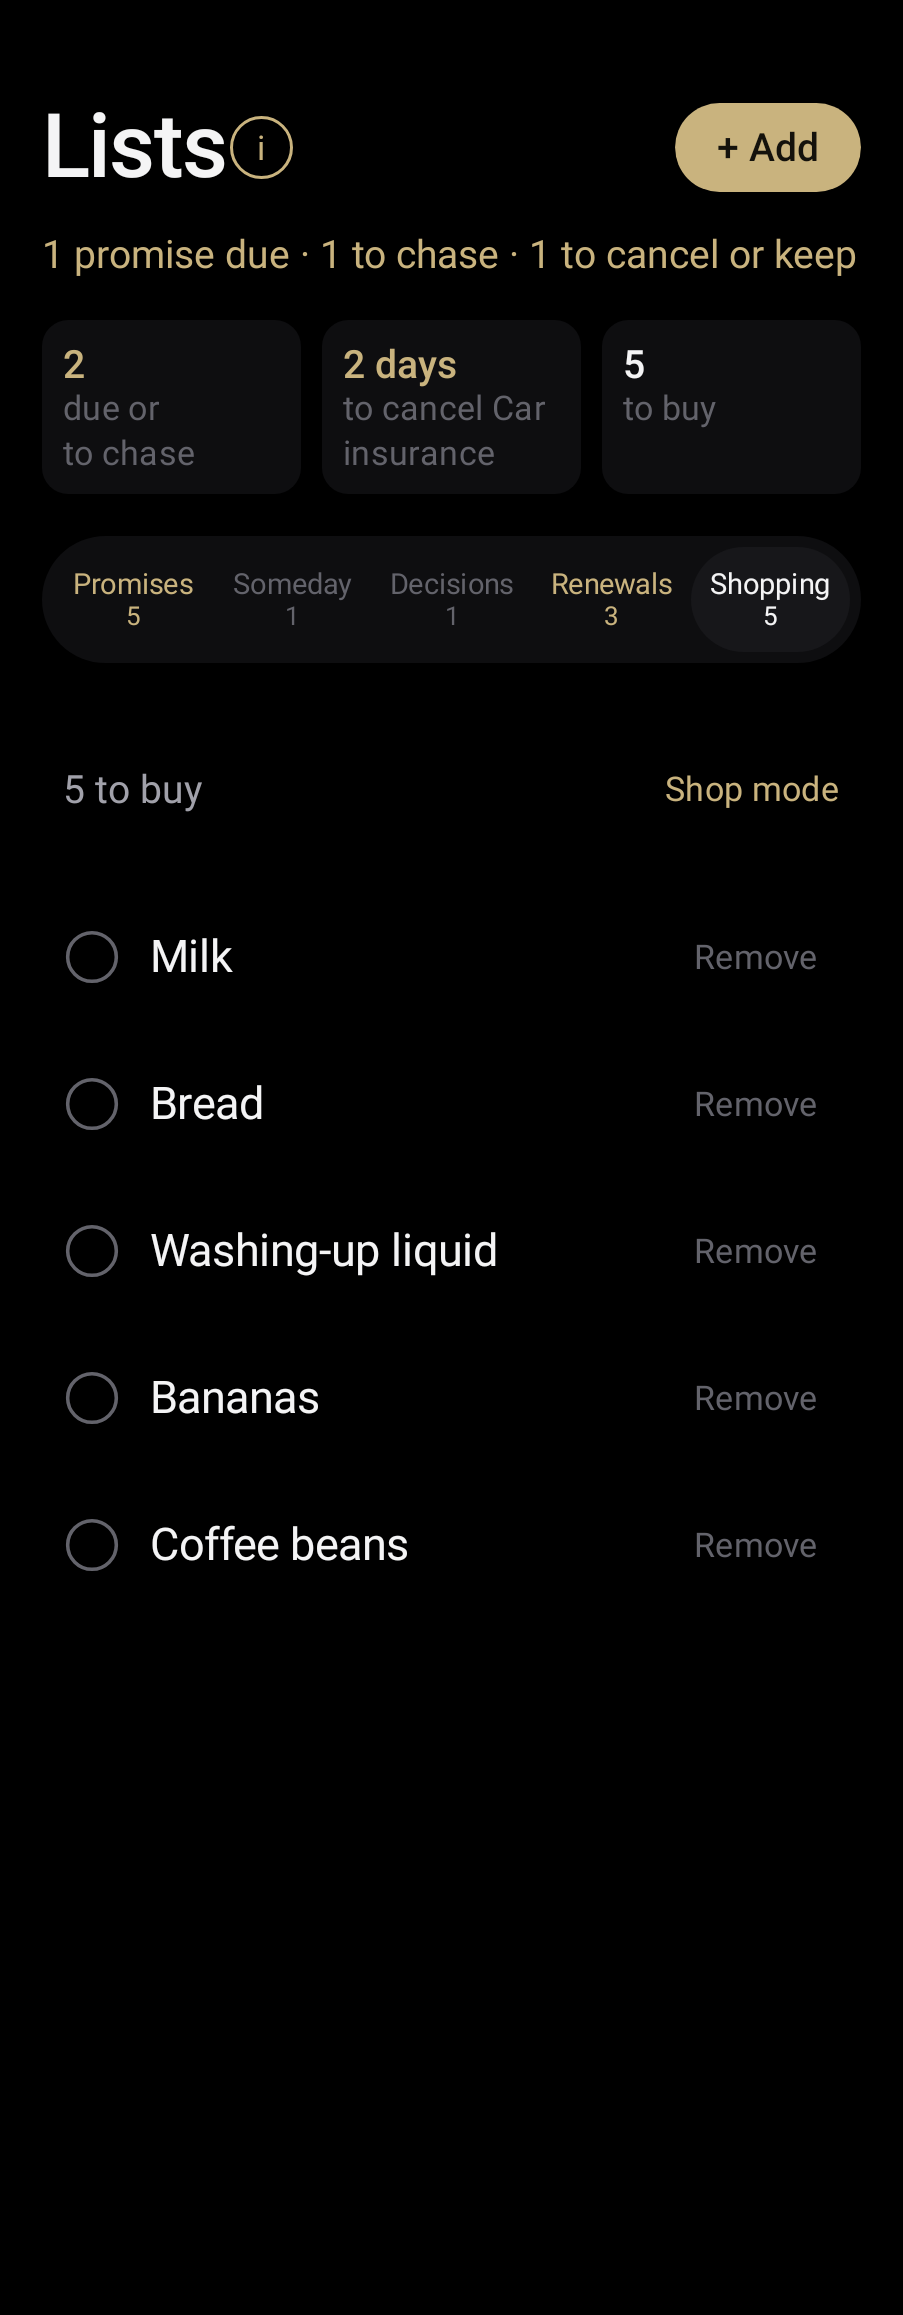 Lists i
+ Add
1 promise due · 1 to chase · 1 to cancel or keep
2
due or
to chase
2 days
to cancel Car
insurance
5
to buy
Promises
5
Someday
1
Decisions
1
Renewals
3
Shopping
5
5 to buy
Shop mode
Milk
Remove
Bread
Remove
Washing-up liquid
Remove
Bananas
Remove
Coffee beans
Remove